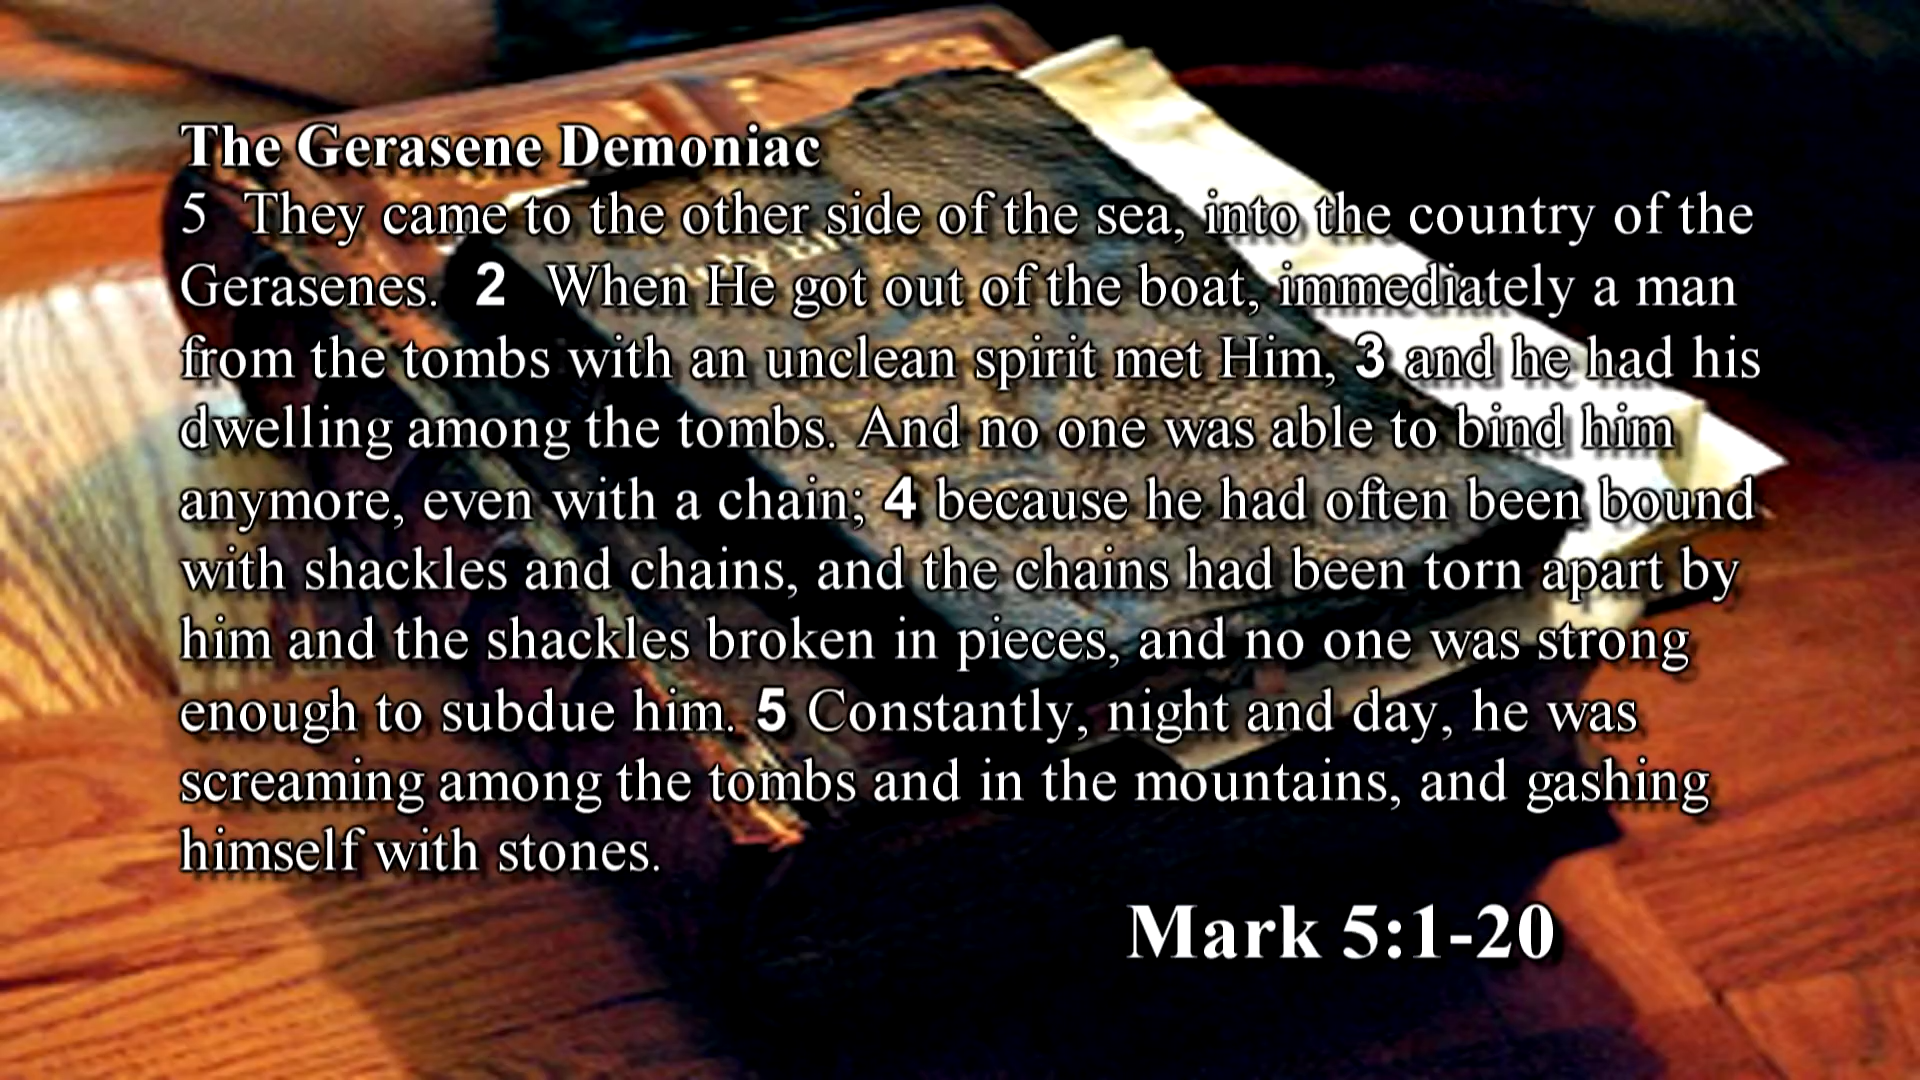 The Gerasene Demoniac
5 They came to the other side of the sea, into the country of the
Gerasenes. 2 When He got out of the boat, immediately a man
from the tombs with an unclean spirit met Him, 3 and he had his
dwelling among the tombs. And no one was able to bind him
anymore, even with a chain; 4 because he had often been bound
with shackles and chains, and the chains had been torn apart by
him and the shackles broken in pieces, and no one was strong
enough to subdue him. 5 Constantly, night and day, he was
screaming among the tombs and in the mountains, and gashing
himself with stones.
Mark 5:1-20